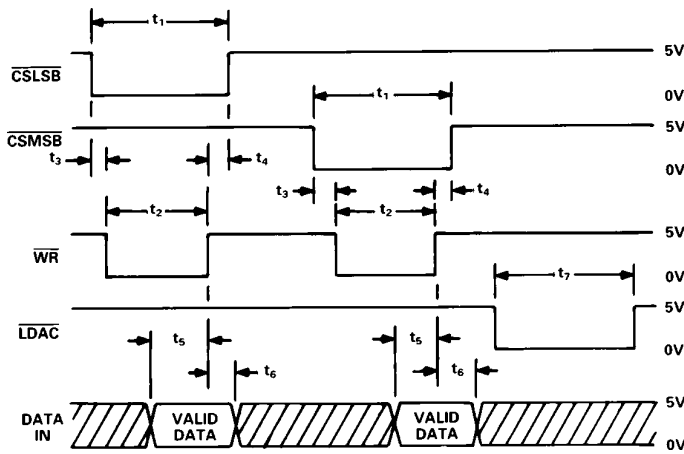 t₁
5V
CSLSB
0V
t₁
5V
CSMSB
t₃
t₄
0V
t₃
t₄
t₂
t₂
5V
WR
0V
t₇
5V
LDAC
t₅
t₅
0V
t₆
t₆
5V
DATA IN
VALID DATA
VALID DATA
0V